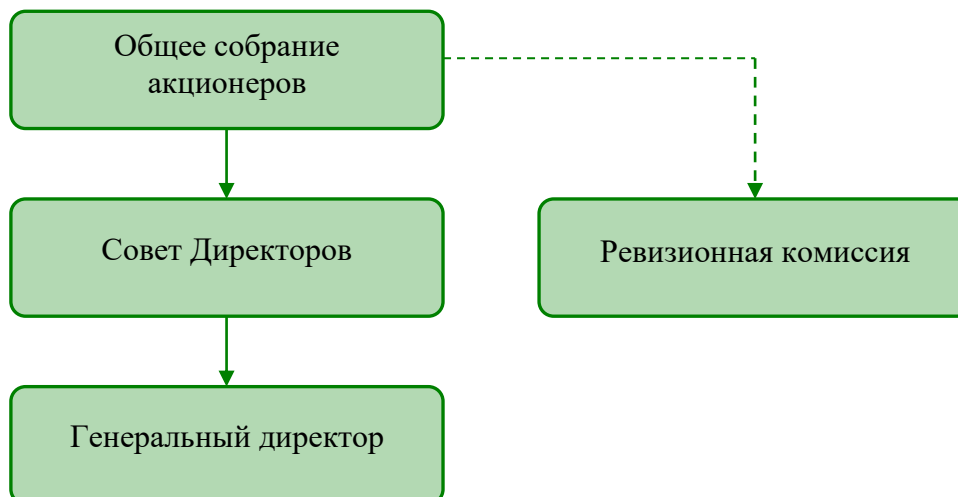 Общее собрание
акционеров
Совет Директоров
Ревизионная комиссия
Генеральный директор